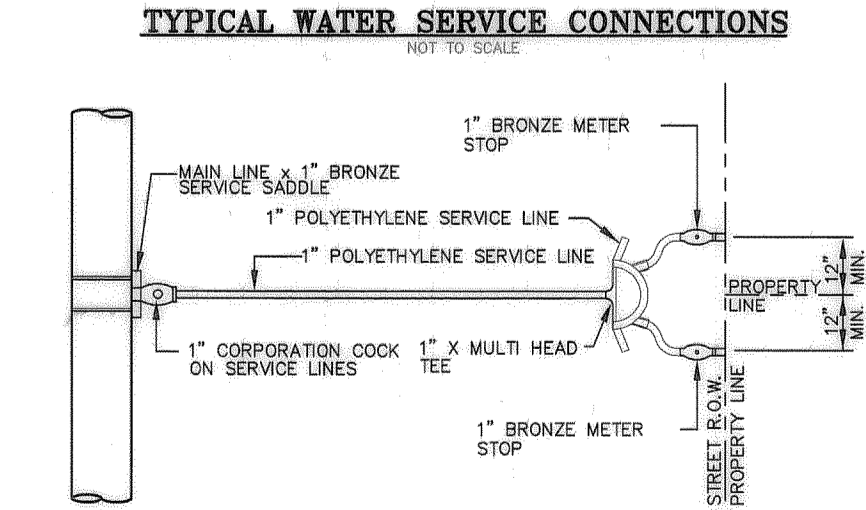 TYPICAL WATER SERVICE CONNECTIONS
NOT TO SCALE
1" BRONZE METER
STOP
MAIN LINE x 1" BRONZE
SERVICE SADDLE
1" POLYETHYLENE SERVICE LINE
1" POLYETHYLENE SERVICE LINE
12"
MIN.
PROPERTY
LINE
12"
MIN.
1" CORPORATION COCK
ON SERVICE LINES
1" X MULTI HEAD
TEE
1" BRONZE METER
STOP
STREET R.O.W.
PROPERTY LINE